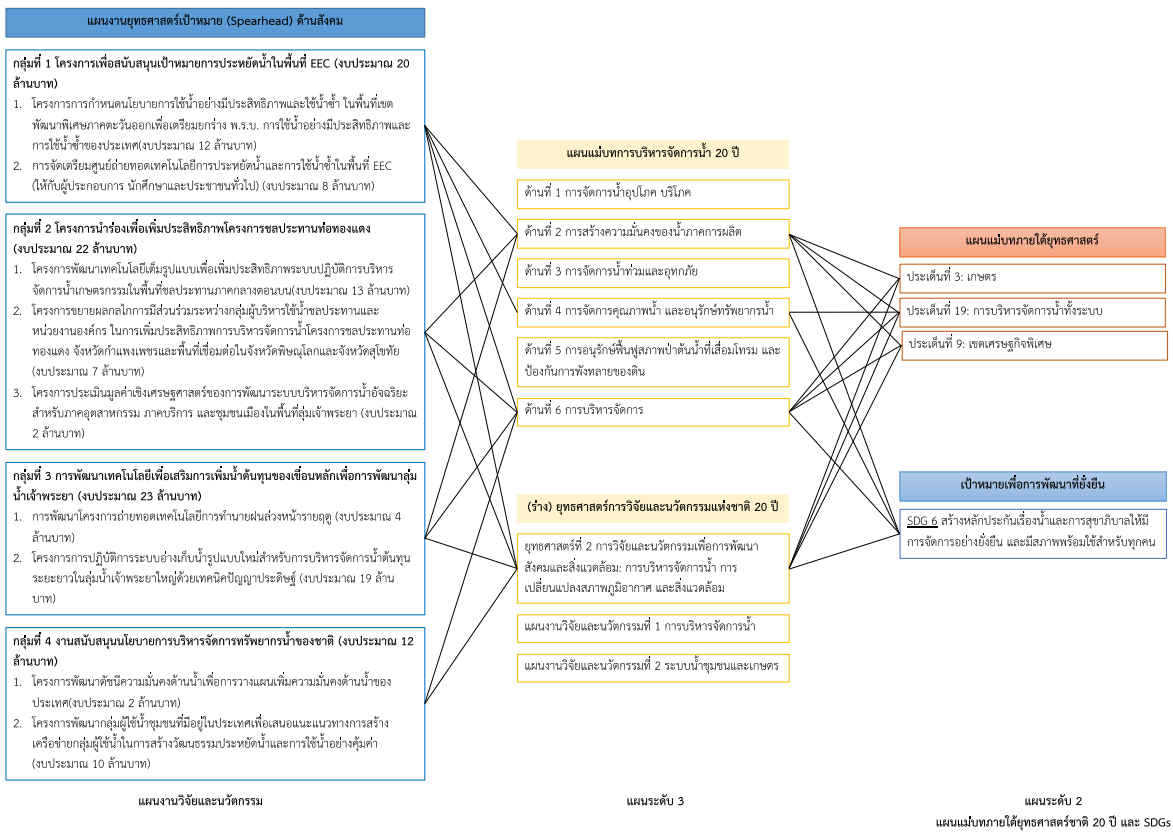 แผนงานยุทธศาสตร์เป้าหมาย (Spearhead) ด้านสังคม
กลุ่มที่ 1 โครงการเพื่อสนับสนุนเป้าหมายการประหยัดน้ำในพื้นที่ EEC (งบประมาณ 20
ล้านบาท)
1. โครงการการกำหนดนโยบายการใช้น้ำอย่างมีประสิทธิภาพและใช้น้ำซ้ำ ในพื้นที่เขต
พัฒนาพิเศษภาคตะวันออกเพื่อเตรียมยกร่าง พ.ร.บ. การใช้น้ำอย่างมีประสิทธิภาพและ
การใช้น้ำซ้ำของประเทศ(งบประมาณ 12 ล้านบาท)
2. การจัดเตรียมศูนย์ถ่ายทอดเทคโนโลยีการประหยัดน้ำและการใช้น้ำซ้ำในพื้นที่ EEC
(ให้กับผู้ประกอบการ นักศึกษาและประชาชนทั่วไป) (งบประมาณ 8 ล้านบาท)
กลุ่มที่ 2 โครงการนำร่องเพื่อเพิ่มประสิทธิภาพโครงการชลประทานท่อทองแดง
(งบประมาณ 22 ล้านบาท)
1. โครงการพัฒนาเทคโนโลยีเต็มรูปแบบเพื่อเพิ่มประสิทธิภาพระบบปฏิบัติการบริหาร
จัดการน้ำเกษตรกรรมในพื้นที่ชลประทานภาคกลางตอนบน(งบประมาณ 13 ล้านบาท)
2. โครงการขยายผลกลไกการมีส่วนร่วมระหว่างกลุ่มผู้บริหารใช้น้ำชลประทานและ
หน่วยงานองค์กร ในการเพิ่มประสิทธิภาพการบริหารจัดการน้ำโครงการชลประทานท่อ
ทองแดง จังหวัดกำแพงเพชรและพื้นที่เชื่อมต่อในจังหวัดพิษณุโลกและจังหวัดสุโขทัย
(งบประมาณ 7 ล้านบาท)
3. โครงการประเมินมูลค่าเชิงเศรษฐศาสตร์ของการพัฒนาระบบบริหารจัดการน้ำอัจฉริยะ
สำหรับภาคอุตสาหกรรม ภาคบริการ และชุมชนเมืองในพื้นที่ลุ่มเจ้าพระยา (งบประมาณ
2 ล้านบาท)
กลุ่มที่ 3 การพัฒนาเทคโนโลยีเพื่อเสริมการเพิ่มน้ำต้นทุนของเขื่อนหลักเพื่อการพัฒนาลุ่ม
น้ำเจ้าพระยา (งบประมาณ 23 ล้านบาท)
1. การพัฒนาโครงการถ่ายทอดเทคโนโลยีการทำนายฝนล่วงหน้ารายฤดู (งบประมาณ 4
ล้านบาท)
2. โครงการการปฏิบัติการระบบอ่างเก็บน้ำรูปแบบใหม่สำหรับการบริหารจัดการน้ำต้นทุน
ระยะยาวในลุ่มน้ำเจ้าพระยาใหญ่ด้วยเทคนิคปัญญาประดิษฐ์ (งบประมาณ 19 ล้าน
บาท)
กลุ่มที่ 4 งานสนับสนุนนโยบายการบริหารจัดการทรัพยากรน้ำของชาติ (งบประมาณ 12
ล้านบาท)
1. โครงการพัฒนาดัชนีความมั่นคงด้านน้ำเพื่อการวางแผนเพิ่มความมั่นคงด้านน้ำของ
ประเทศ(งบประมาณ 2 ล้านบาท)
2. โครงการพัฒนากลุ่มผู้ใช้น้ำชุมชนที่มีอยู่ในประเทศเพื่อเสนอแนะแนวทางการสร้าง
เครือข่ายกลุ่มผู้ใช้น้ำในการสร้างวัฒนธรรมประหยัดน้ำและการใช้น้ำอย่างคุ้มค่า
(งบประมาณ 10 ล้านบาท)
แผนงานวิจัยและนวัตกรรม
แผนแม่บทการบริหารจัดการน้ำ 20 ปี
ด้านที่ 1 การจัดการน้ำอุปโภค บริโภค
ด้านที่ 2 การสร้างความมั่นคงของน้ำภาคการผลิต
ด้านที่ 3 การจัดการน้ำท่วมและอุทกภัย
ด้านที่ 4 การจัดการคุณภาพน้ำ และอนุรักษ์ทรัพยากรน้ำ
ด้านที่ 5 การอนุรักษ์ฟื้นฟูสภาพป่าต้นน้ำที่เสื่อมโทรม และ
ป้องกันการพังทลายของดิน
ด้านที่ 6 การบริหารจัดการ
(ร่าง) ยุทธศาสตร์การวิจัยและนวัตกรรมแห่งชาติ 20 ปี
ยุทธศาสตร์ที่ 2 การวิจัยและนวัตกรรมเพื่อการพัฒนา
สังคมและสิ่งแวดล้อม: การบริหารจัดการน้ำ การ
เปลี่ยนแปลงสภาพภูมิอากาศ และสิ่งแวดล้อม
แผนงานวิจัยและนวัตกรรมที่ 1 การบริหารจัดการน้ำ
แผนงานวิจัยและนวัตกรรมที่ 2 ระบบน้ำชุมชนและเกษตร
แผนระดับ 3
แผนแม่บทภายใต้ยุทธศาสตร์
ประเด็นที่ 3: เกษตร
ประเด็นที่ 19: การบริหารจัดการน้ำทั้งระบบ
ประเด็นที่ 9: เขตเศรษฐกิจพิเศษ
เป้าหมายเพื่อการพัฒนาที่ยั่งยืน
SDG 6 สร้างหลักประกันเรื่องน้ำและการสุขาภิบาลให้มี
การจัดการอย่างยั่งยืน และมีสภาพพร้อมใช้สำหรับทุกคน
แผนระดับ 2
แผนแม่บทภายใต้ยุทธศาสตร์ชาติ 20 ปี และ SDGs